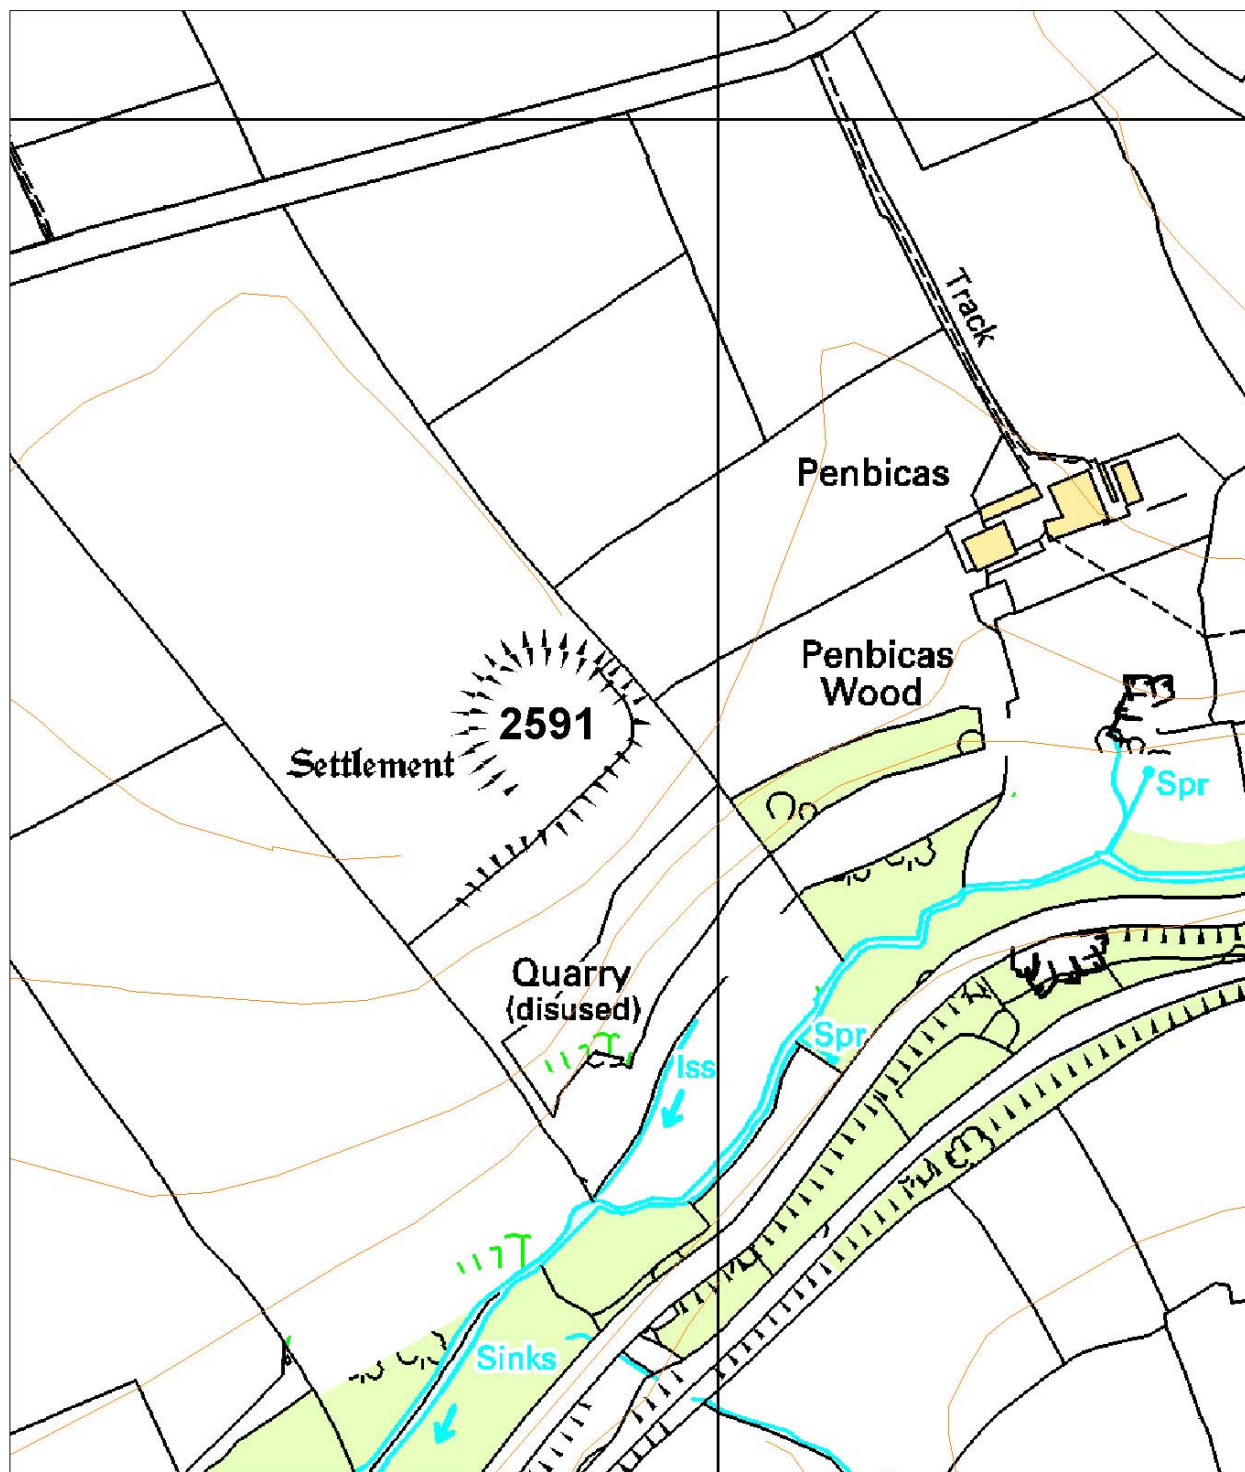 Track
Penbicas
Penbicas
Wood
2591
Settlement
Spr
Quarry
(disused)
Spr
Iss
Sinks